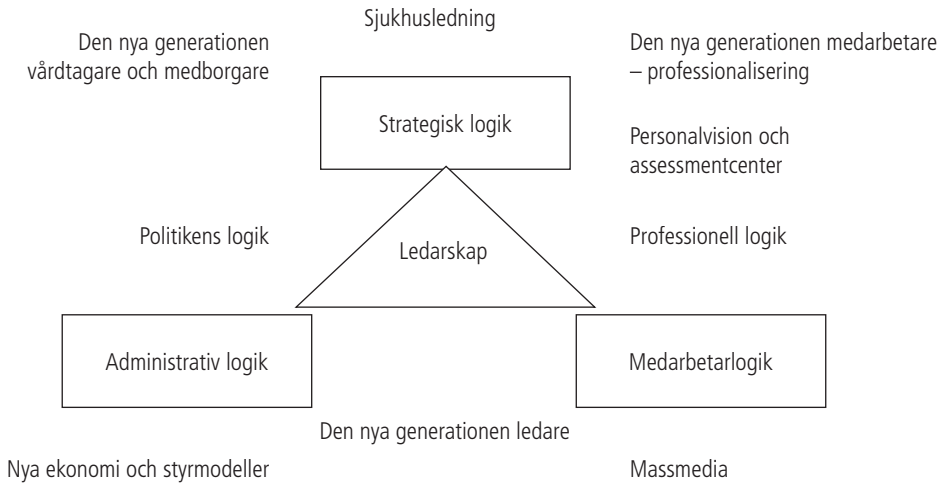 Sjukhusledning
Den nya generationen
vårdtagare och medborgare
Den nya generationen medarbetare
– professionalisering
Strategisk logik
Personalvision och
assessmentcenter
Politikens logik
Ledarskap
Professionell logik
Administrativ logik
Medarbetarlogik
Den nya generationen ledare
Nya ekonomi och styrmodeller
Massmedia